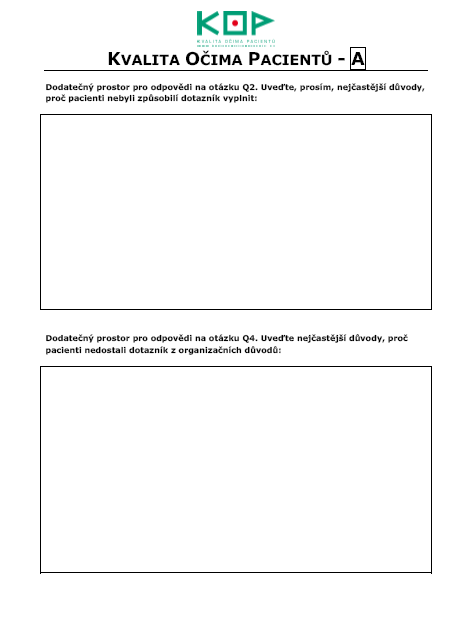 KOP
KVALITA OČIMA PACIENTŮ
KVALITA OČIMA PACIENTŮ - A
Dodatečný prostor pro odpovědi na otázku Q2. Uveďte, prosím, nejčastější důvody,
proč pacienti nebyli způsobilí dotazník vyplnit:
Dodatečný prostor pro odpovědi na otázku Q4. Uveďte nejčastější důvody, proč
pacienti nedostali dotazník z organizačních důvodů: